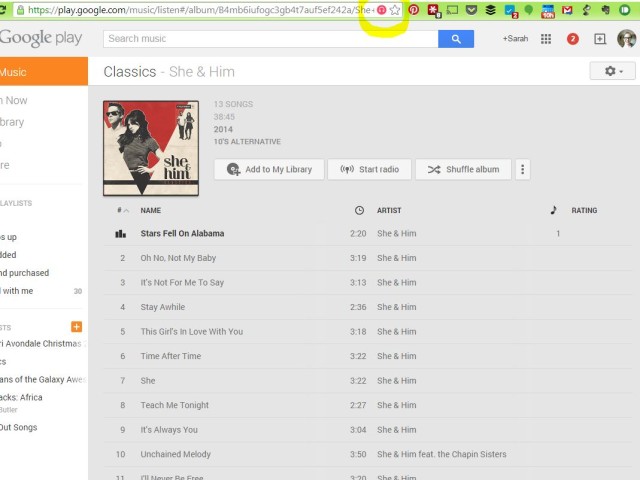 https://play.google.com/music/listen#/album/B4mb6iufogc3gb4t7auf5ef242a/She+
Google play
Search music
+Sarah
2
Music
Classics - She & Him
n Now
ibrary
re
she & him
CLASSICS
13 SONGS
38:45
2014
10'S ALTERNATIVE
Add to My Library
Start radio
Shuffle album
PLAYLISTS
s up
dded
nd purchased
d with me 30
STS
ri Avondale Christmas 2
cs
ans of the Galaxy Awes
acks: Africa
Butler
Out Songs
# NAME ARTIST RATING
Stars Fell On Alabama 2:20 She & Him 1
2 Oh No, Not My Baby 3:19 She & Him
3 It's Not For Me To Say 3:13 She & Him
4 Stay Awhile 2:36 She & Him
5 This Girl's In Love With You 3:18 She & Him
6 Time After Time 3:22 She & Him
7 She 3:22 She & Him
8 Teach Me Tonight 2:27 She & Him
9 It's Always You 3:04 She & Him
10 Unchained Melody 3:50 She & Him feat. the Chapin Sisters
11 I'll Never Be Free 3:20 She & Him